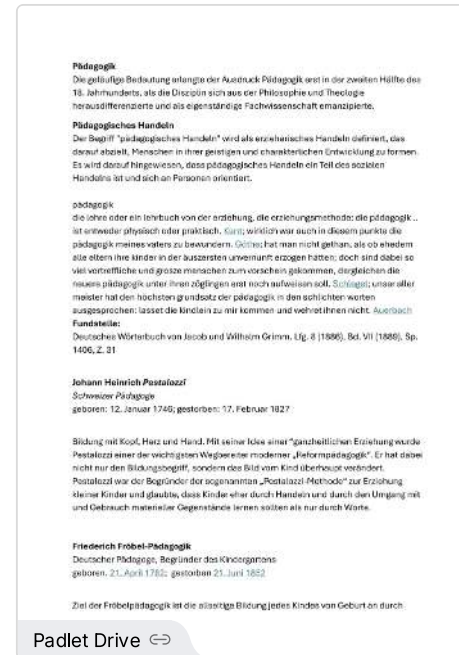 Pädagogik
Die geläufige Bedeutung erlangte der Ausdruck Pädagogik erst in der zweiten Hälfte des
18. Jahrhunderts, als die Disziplin sich aus der Philosophie und Theologie
herausdifferenzierte und als eigenständige Fachwissenschaft emanzipierte.
Pädagogisches Handeln
Der Begriff "pädagogisches Handeln" wird als erzieherisches Handeln definiert, das
darauf abzielt, Menschen in ihrer geistigen und charakterlichen Entwicklung zu formen.
Es wird darauf hingewiesen, dass pädagogisches Handeln ein Teil des sozialen
Handelns ist und sich an Personen orientiert.
pädagogik
die lehre oder ein lehrbuch von der erziehung, die erziehungsmethode: die pädagogik ..
ist entweder physisch oder praktisch. Kant; wirklich war auch in diesem punkte die
pädagogik meines vaters zu bewundern. Göthe; hat man nicht gethan, als ob ehedem
alle eltern ihre kinder in der äuszersten unvernunft erzogen hätten; doch sind dabei so
viel vortreffliche und grosze menschen zum vorschein gekommen, dergleichen die
neuere pädagogik unter ihren zöglingen erst noch aufweisen soll. Schlegel; unser aller
meister hat den höchsten grundsatz der pädagogik in den schlichten worten
ausgesprochen: lasset die kindlein zu mir kommen und wehret ihnen nicht. Auerbach
Fundstelle:
Deutsches Wörterbuch von Jacob und Wilhelm Grimm. Lfg. 8 (1886), Bd. VII (1889), Sp.
1406, Z. 31
Johann Heinrich Pestalozzi
Schweizer Pädagoge
geboren: 12. Januar 1746; gestorben: 17. Februar 1827
Bildung mit Kopf, Herz und Hand. Mit seiner Idee einer "ganzheitlichen Erziehung wurde
Pestalozzi einer der wichtigsten Wegbereiter moderner „Reformpädagogik“. Er hat dabei
nicht nur den Bildungsbegriff, sondern das Bild vom Kind überhaupt verändert.
Pestalozzi war der Begründer der sogenannten „Pestalozzi-Methode“ zur Erziehung
kleiner Kinder und glaubte, dass Kinder eher durch Handeln und durch den Umgang mit
und Gebrauch materieller Gegenstände lernen sollten als nur durch Worte.
Friederich Fröbel-Pädagogik
Deutscher Pädagoge, Begründer des Kindergartens
geboren. 21. April 1782; gestorben 21. Juni 1852
Ziel der Fröbelpädagogik ist die allseitige Bildung jedes Kindes von Geburt an durch
Padlet Drive